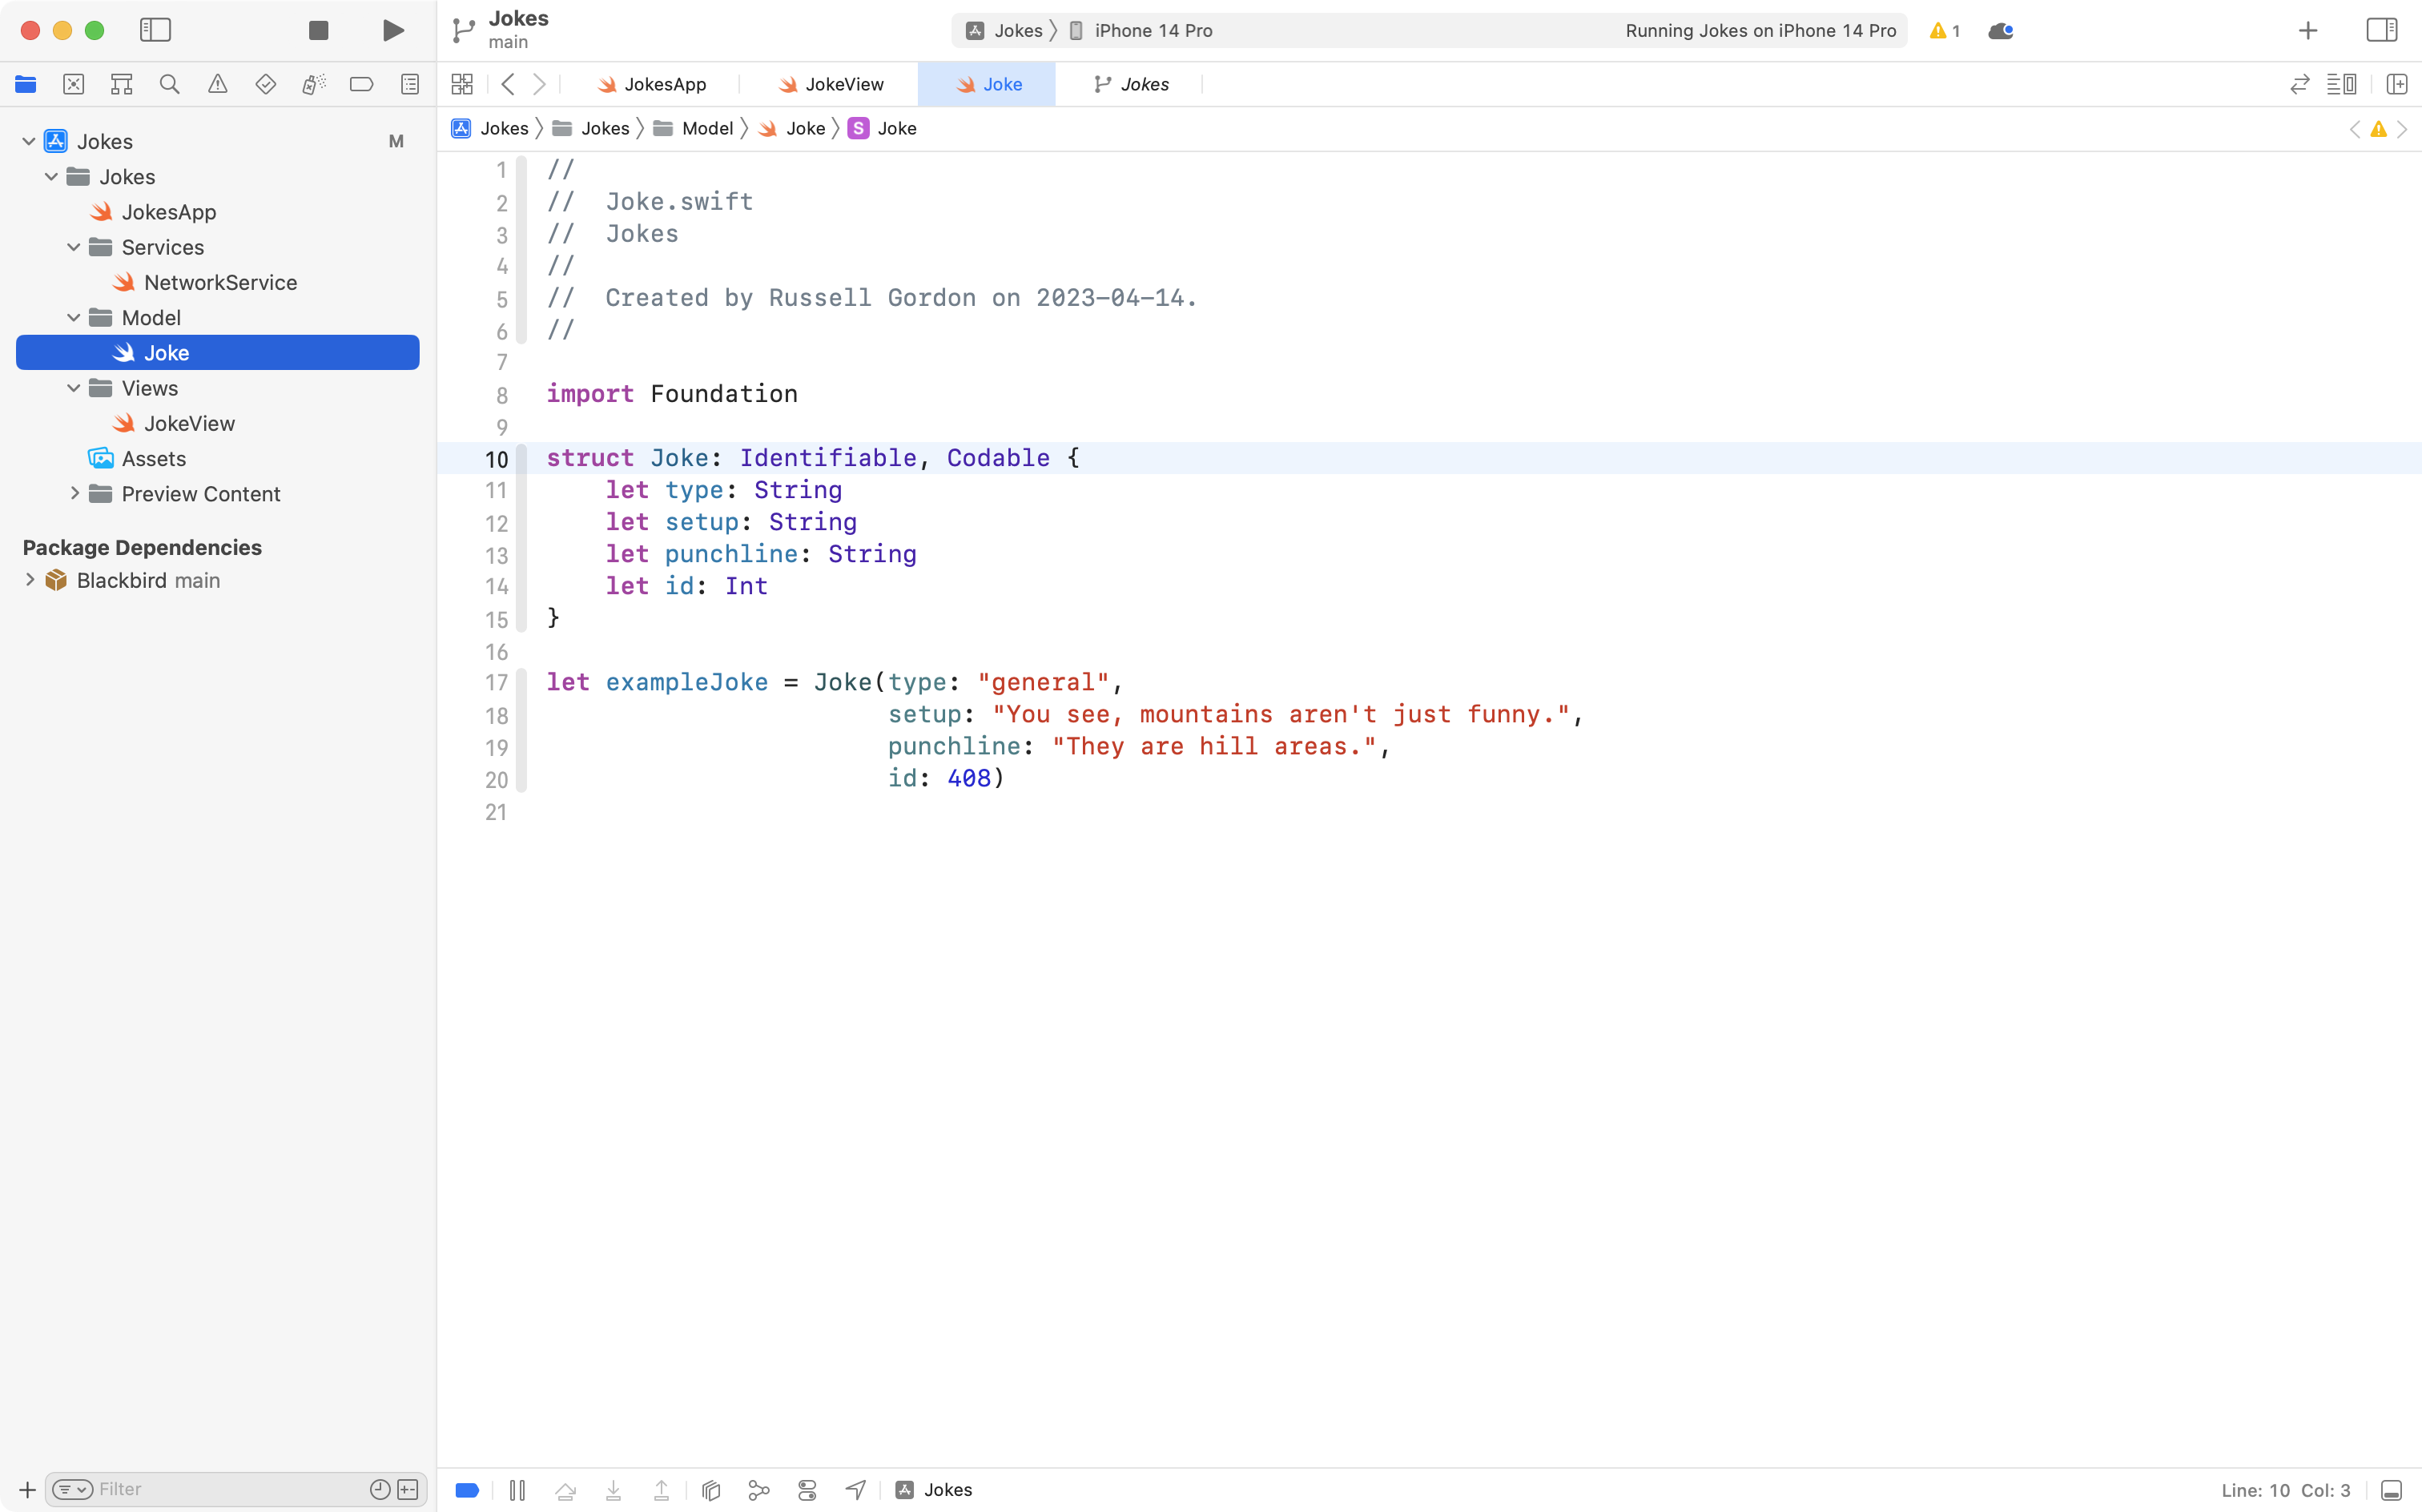 Jokes
main
Jokes 〉 iPhone 14 Pro
Running Jokes on iPhone 14 Pro
1
JokesApp
JokeView
Joke
Jokes
Jokes 〉 Jokes 〉 Model 〉 Joke 〉 S Joke
Jokes M
Jokes
JokesApp
Services
NetworkService
Model
Joke
Views
JokeView
Assets
Preview Content
Package Dependencies
Blackbird main
Filter
1 //
2 //  Joke.swift
3 //  Jokes
4 //
5 //  Created by Russell Gordon on 2023-04-14.
6 //
7
8 import Foundation
9
10 struct Joke: Identifiable, Codable {
11     let type: String
12     let setup: String
13     let punchline: String
14     let id: Int
15 }
16
17 let exampleJoke = Joke(type: "general",
18                        setup: "You see, mountains aren't just funny.",
19                        punchline: "They are hill areas.",
20                        id: 408)
21
Jokes
Line: 10 Col: 3